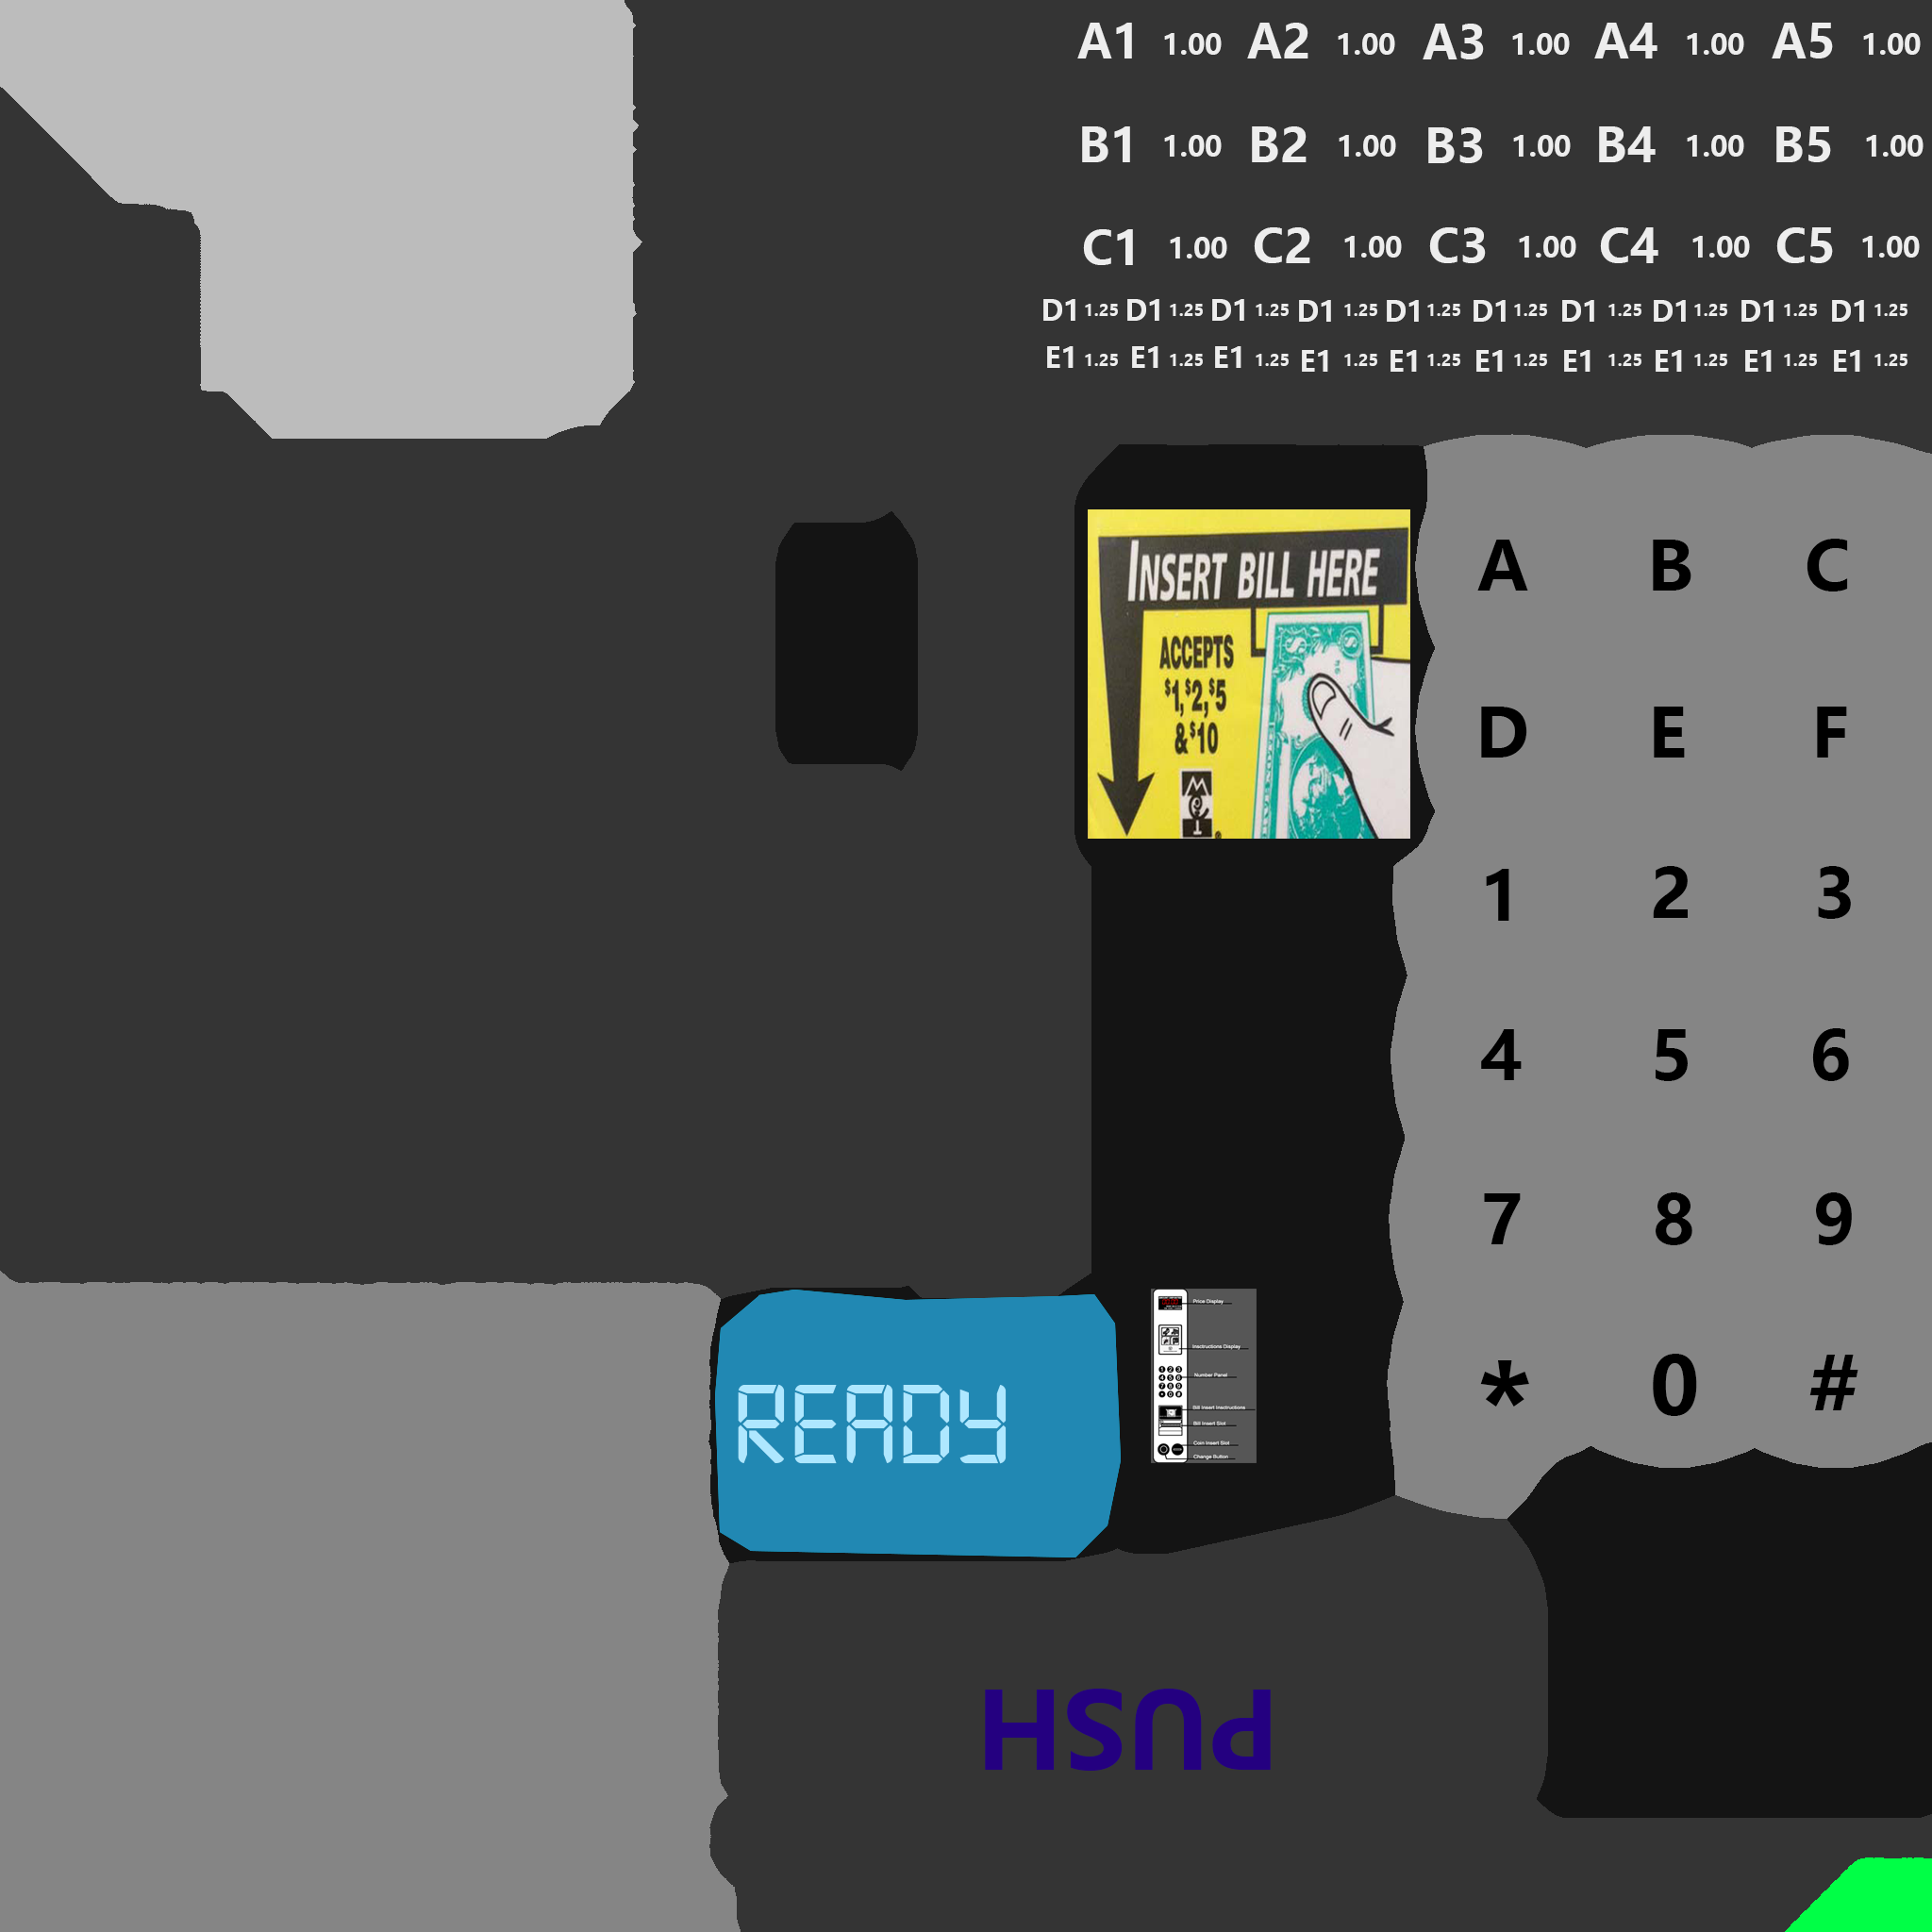 A1 1.00 A2 1.00 A3 1.00 A4 1.00 A5 1.00
B1 1.00 B2 1.00 B3 1.00 B4 1.00 B5 1.00
C1 1.00 C2 1.00 C3 1.00 C4 1.00 C5 1.00
D1 1.25 D1 1.25 D1 1.25 D1 1.25 D1 1.25 D1 1.25 D1 1.25 D1 1.25 D1 1.25 D1 1.25
E1 1.25 E1 1.25 E1 1.25 E1 1.25 E1 1.25 E1 1.25 E1 1.25 E1 1.25 E1 1.25 E1 1.25
INSERT BILL HERE
ACCEPTS
$1, $2, $5
& $10
A B C
D E F
1 2 3
4 5 6
7 8 9
* 0 #
READY
Price Display
Instructions Display
Number Panel
Bill Insert Instructions
Bill Insert Slot
Coin Insert Slot
Change Button
PUSH